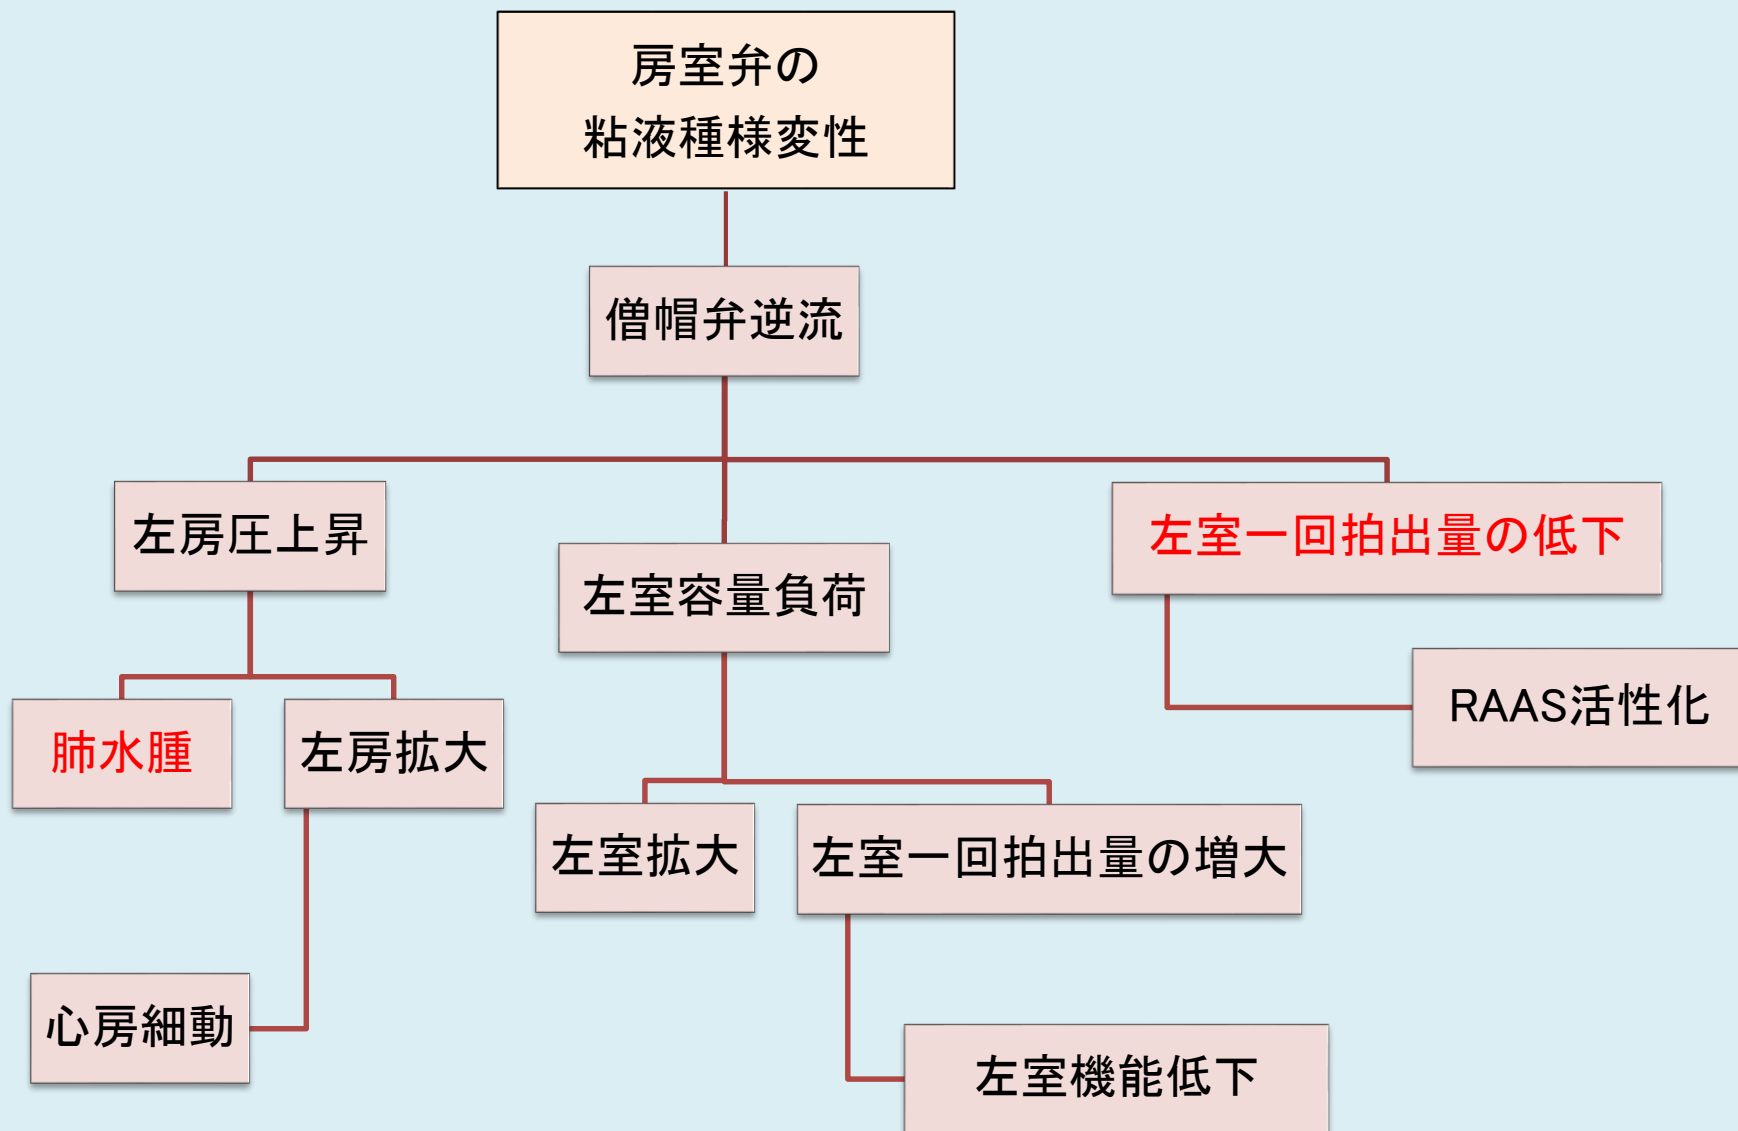 房室弁の
粘液種様変性
僧帽弁逆流
左房圧上昇
左室容量負荷
左室一回拍出量の低下
肺水腫
左房拡大
RAAS活性化
左室拡大
左室一回拍出量の増大
心房細動
左室機能低下